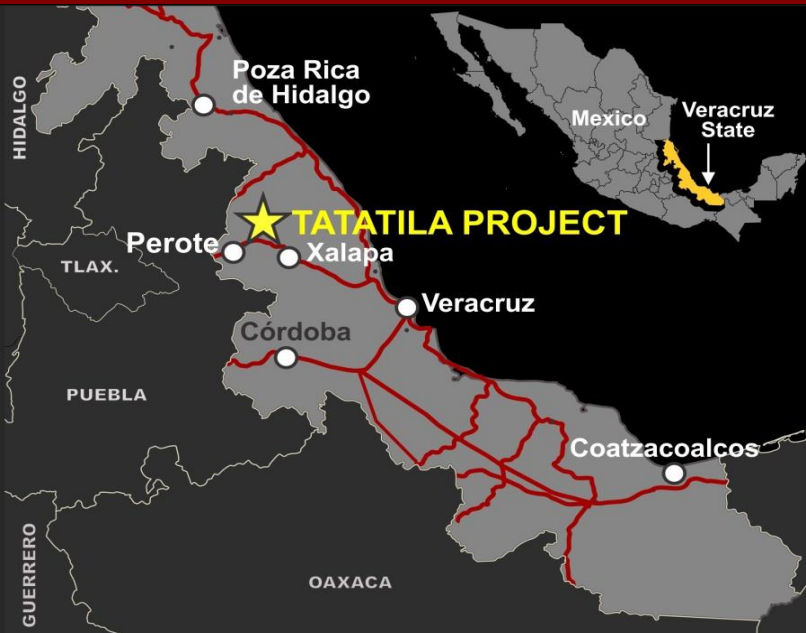 HIDALGO
Poza Rica
de Hidalgo
Mexico
Veracruz
State
TATATILA PROJECT
Perote
Xalapa
TLAX.
Veracruz
Córdoba
PUEBLA
Coatzacoalcos
GUERRERO
OAXACA